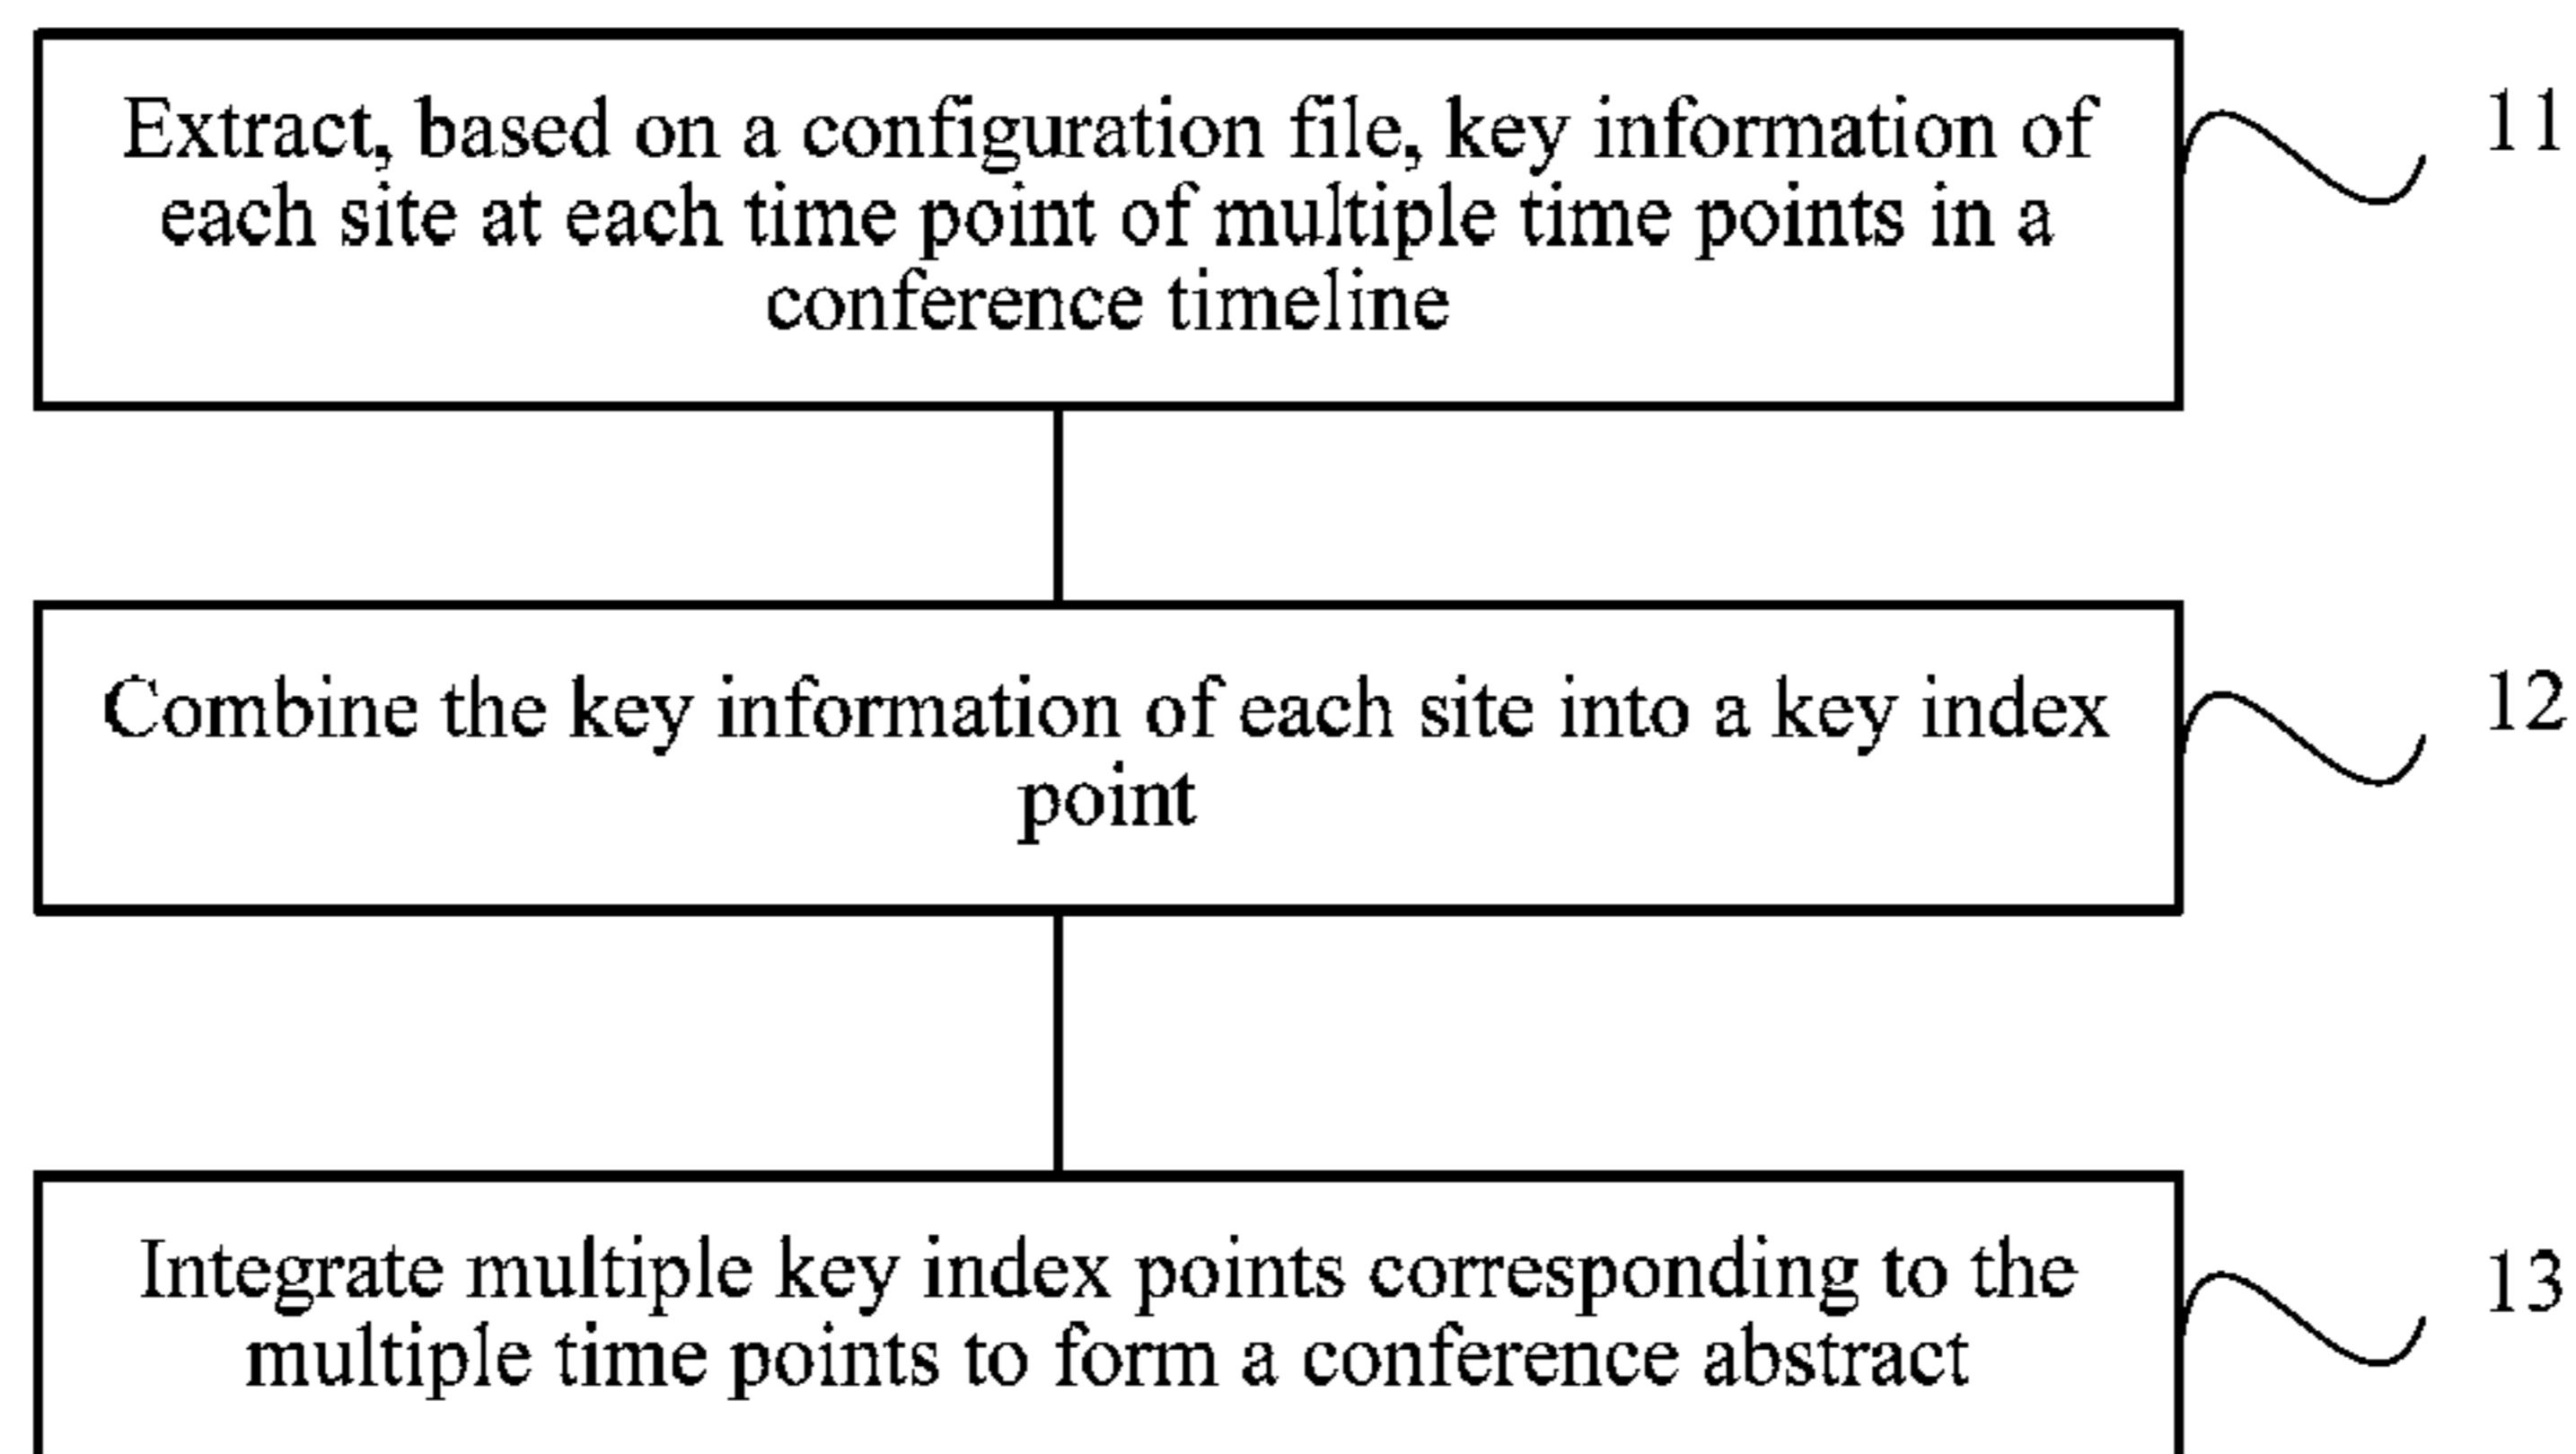 Extract, based on a configuration file, key information of
each site at each time point of multiple time points in a
conference timeline
11
Combine the key information of each site into a key index
point
12
Integrate multiple key index points corresponding to the
multiple time points to form a conference abstract
13